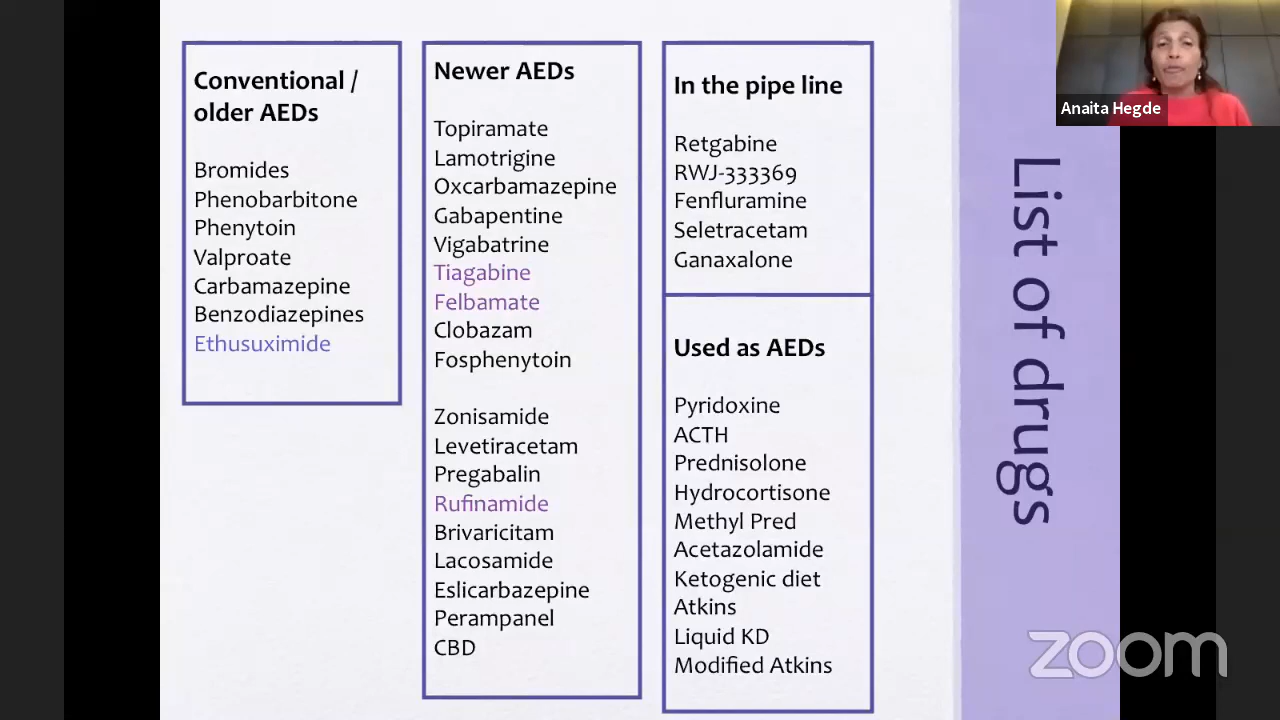 Conventional /
older AEDs
Bromides
Phenobarbitone
Phenytoin
Valproate
Carbamazepine
Benzodiazepines
Ethusuximide
Newer AEDs
Topiramate
Lamotrigine
Oxcarbamazepine
Gabapentine
Vigabatrine
Tiagabine
Felbamate
Clobazam
Fosphenytoin
Zonisamide
Levetiracetam
Pregabalin
Rufinamide
Brivaricitam
Lacosamide
Eslicarbazepine
Perampanel
CBD
In the pipe line
Retgabine
RWJ-333369
Fenfluramine
Seletracetam
Ganaxalone
Used as AEDs
Pyridoxine
ACTH
Prednisolone
Hydrocortisone
Methyl Pred
Acetazolamide
Ketogenic diet
Atkins
Liquid KD
Modified Atkins
List of drugs
Anaita Hegde
zoom